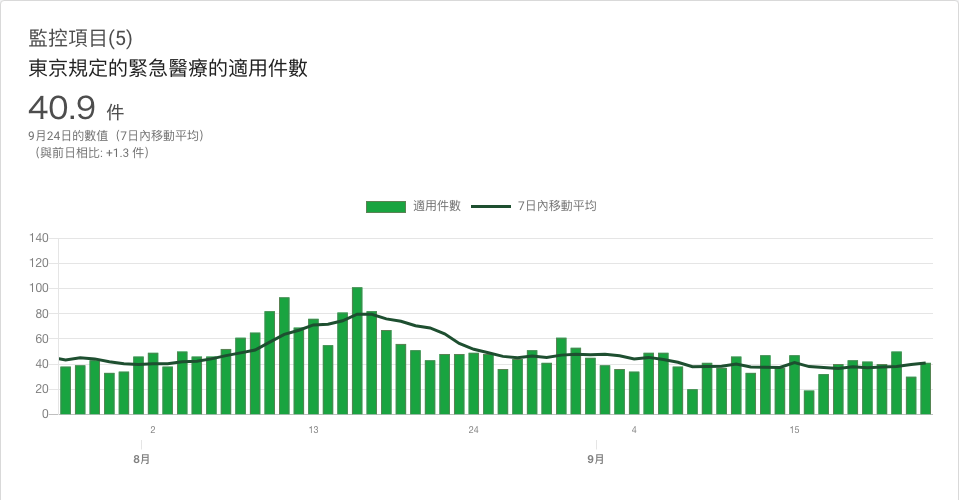 監控項目(5)
東京規定的緊急醫療的適用件數
40.9 件
9月24日的數值（7日內移動平均）
（與前日相比: +1.3 件）
適用件數 7日內移動平均
140
120
100
80
60
40
20
0
2 13 24 4 15
8月 9月